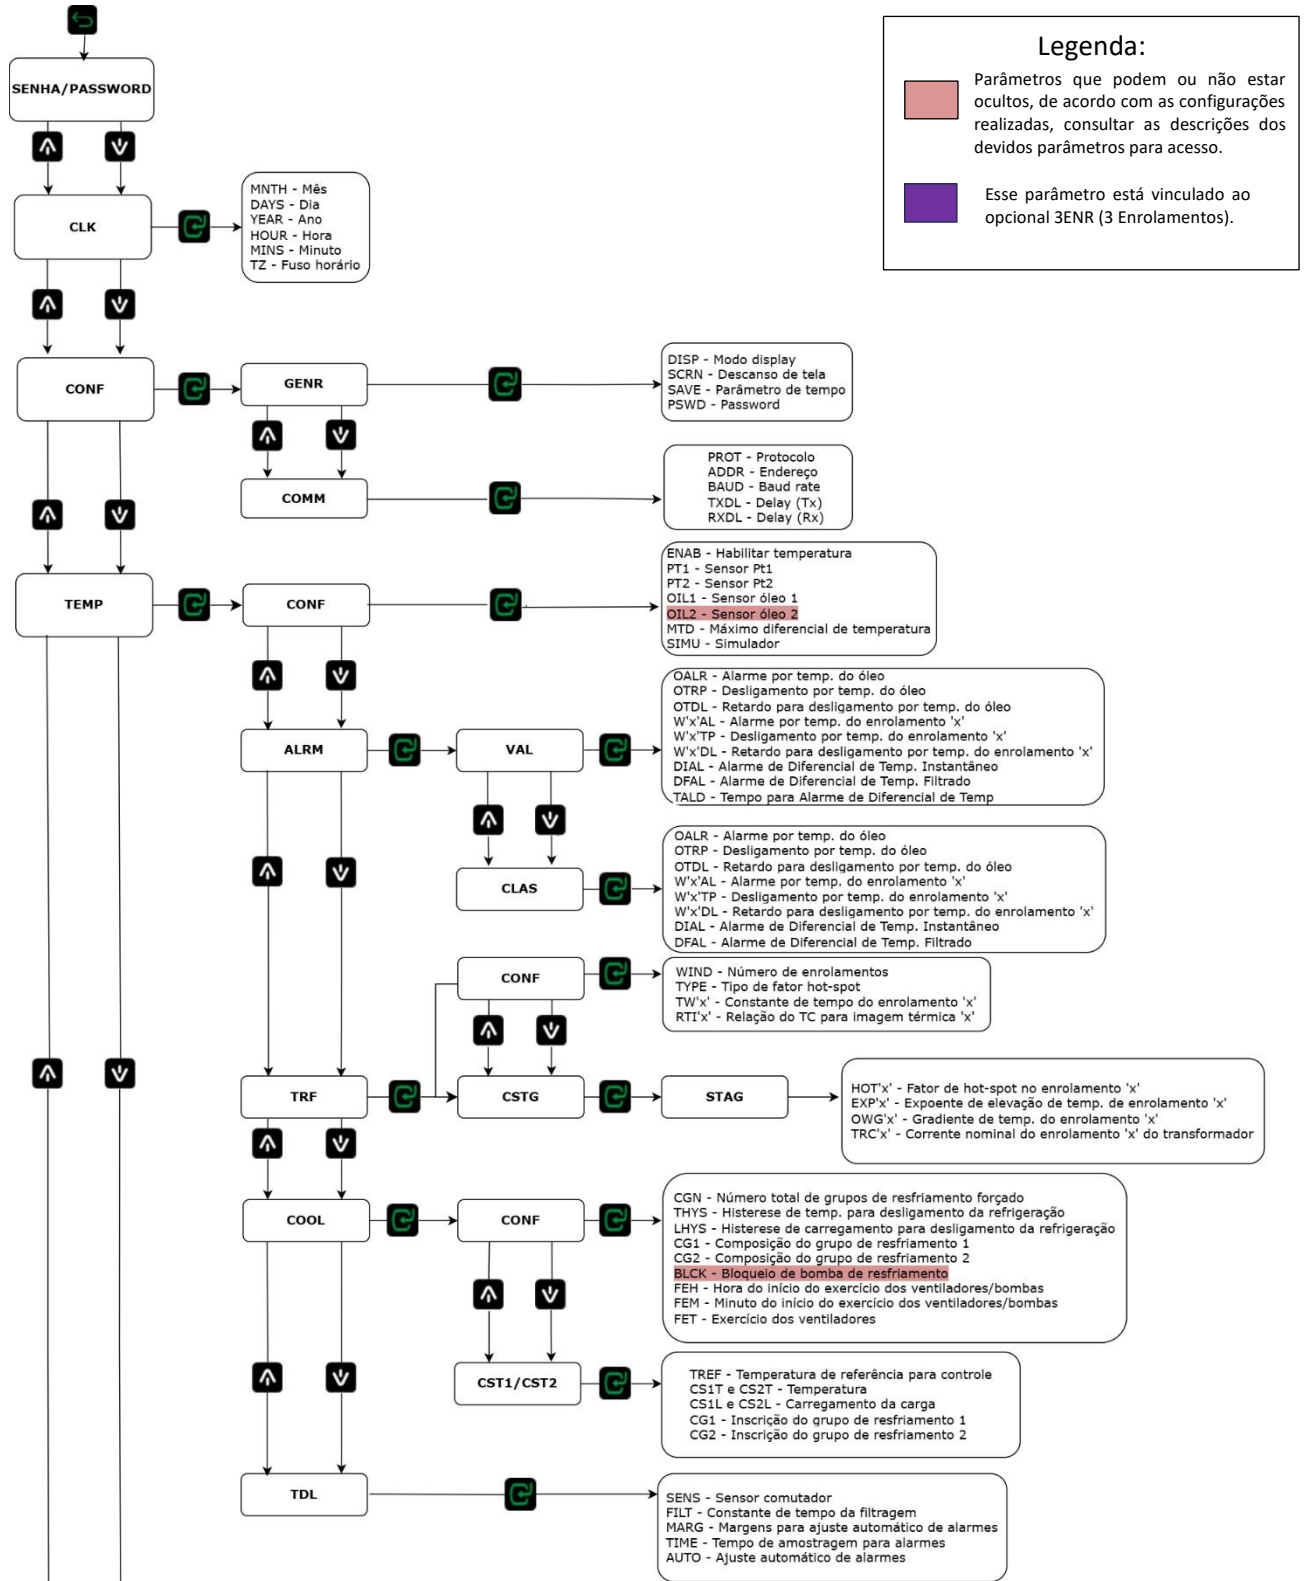 SENHA/PASSWORD
Legenda:
Parâmetros que podem ou não estar
ocultos, de acordo com as configurações
realizadas, consultar as descrições dos
devidos parâmetros para acesso.
Esse parâmetro está vinculado ao
opcional 3ENR (3 Enrolamentos).
CLK
MNTH - Mês
DAYS - Dia
YEAR - Ano
HOUR - Hora
MINS - Minuto
TZ - Fuso horário
CONF
GENR
DISP - Modo display
SCRN - Descanso de tela
SAVE - Parâmetro de tempo
PSWD - Password
COMM
PROT - Protocolo
ADDR - Endereço
BAUD - Baud rate
TXDL - Delay (Tx)
RXDL - Delay (Rx)
TEMP
CONF
ENAB - Habilitar temperatura
PT1 - Sensor Pt1
PT2 - Sensor Pt2
OIL1 - Sensor óleo 1
OIL2 - Sensor óleo 2
MTD - Máximo diferencial de temperatura
SIMU - Simulador
ALRM
VAL
OALR - Alarme por temp. do óleo
OTRP - Desligamento por temp. do óleo
OTDL - Retardo para desligamento por temp. do óleo
W'x'AL - Alarme por temp. do enrolamento 'x'
W'x'TP - Desligamento por temp. do enrolamento 'x'
W'x'DL - Retardo para desligamento por temp. do enrolamento 'x'
DIAL - Alarme de Diferencial de Temp. Instantâneo
DFAL - Alarme de Diferencial de Temp. Filtrado
TALD - Tempo para Alarme de Diferencial de Temp
CLAS
OALR - Alarme por temp. do óleo
OTRP - Desligamento por temp. do óleo
OTDL - Retardo para desligamento por temp. do óleo
W'x'AL - Alarme por temp. do enrolamento 'x'
W'x'TP - Desligamento por temp. do enrolamento 'x'
W'x'DL - Retardo para desligamento por temp. do enrolamento 'x'
DIAL - Alarme de Diferencial de Temp. Instantâneo
DFAL - Alarme de Diferencial de Temp. Filtrado
CONF
WIND - Número de enrolamentos
TYPE - Tipo de fator hot-spot
TW'x' - Constante de tempo do enrolamento 'x'
RTI'x' - Relação do TC para imagem térmica 'x'
TRF
CSTG
STAG
HOT'x' - Fator de hot-spot no enrolamento 'x'
EXP'x' - Expoente de elevação de temp. de enrolamento 'x'
OWG'x' - Gradiente de temp. do enrolamento 'x'
TRC'x' - Corrente nominal do enrolamento 'x' do transformador
COOL
CONF
CGN - Número total de grupos de resfriamento forçado
THYS - Histerese de temp. para desligamento da refrigeração
LHYS - Histerese de carregamento para desligamento da refrigeração
CG1 - Composição do grupo de resfriamento 1
CG2 - Composição do grupo de resfriamento 2
BLCK - Bloqueio de bomba de resfriamento
FEH - Hora do início do exercício dos ventiladores/bombas
FEM - Minuto do início do exercício dos ventiladores/bombas
FET - Exercício dos ventiladores
CST1/CST2
TREF - Temperatura de referência para controle
CS1T e CS2T - Temperatura
CS1L e CS2L - Carregamento da carga
CG1 - Inscrição do grupo de resfriamento 1
CG2 - Inscrição do grupo de resfriamento 2
TDL
SENS - Sensor comutador
FILT - Constante de tempo da filtragem
MARG - Margens para ajuste automático de alarmes
TIME - Tempo de amostragem para alarmes
AUTO - Ajuste automático de alarmes